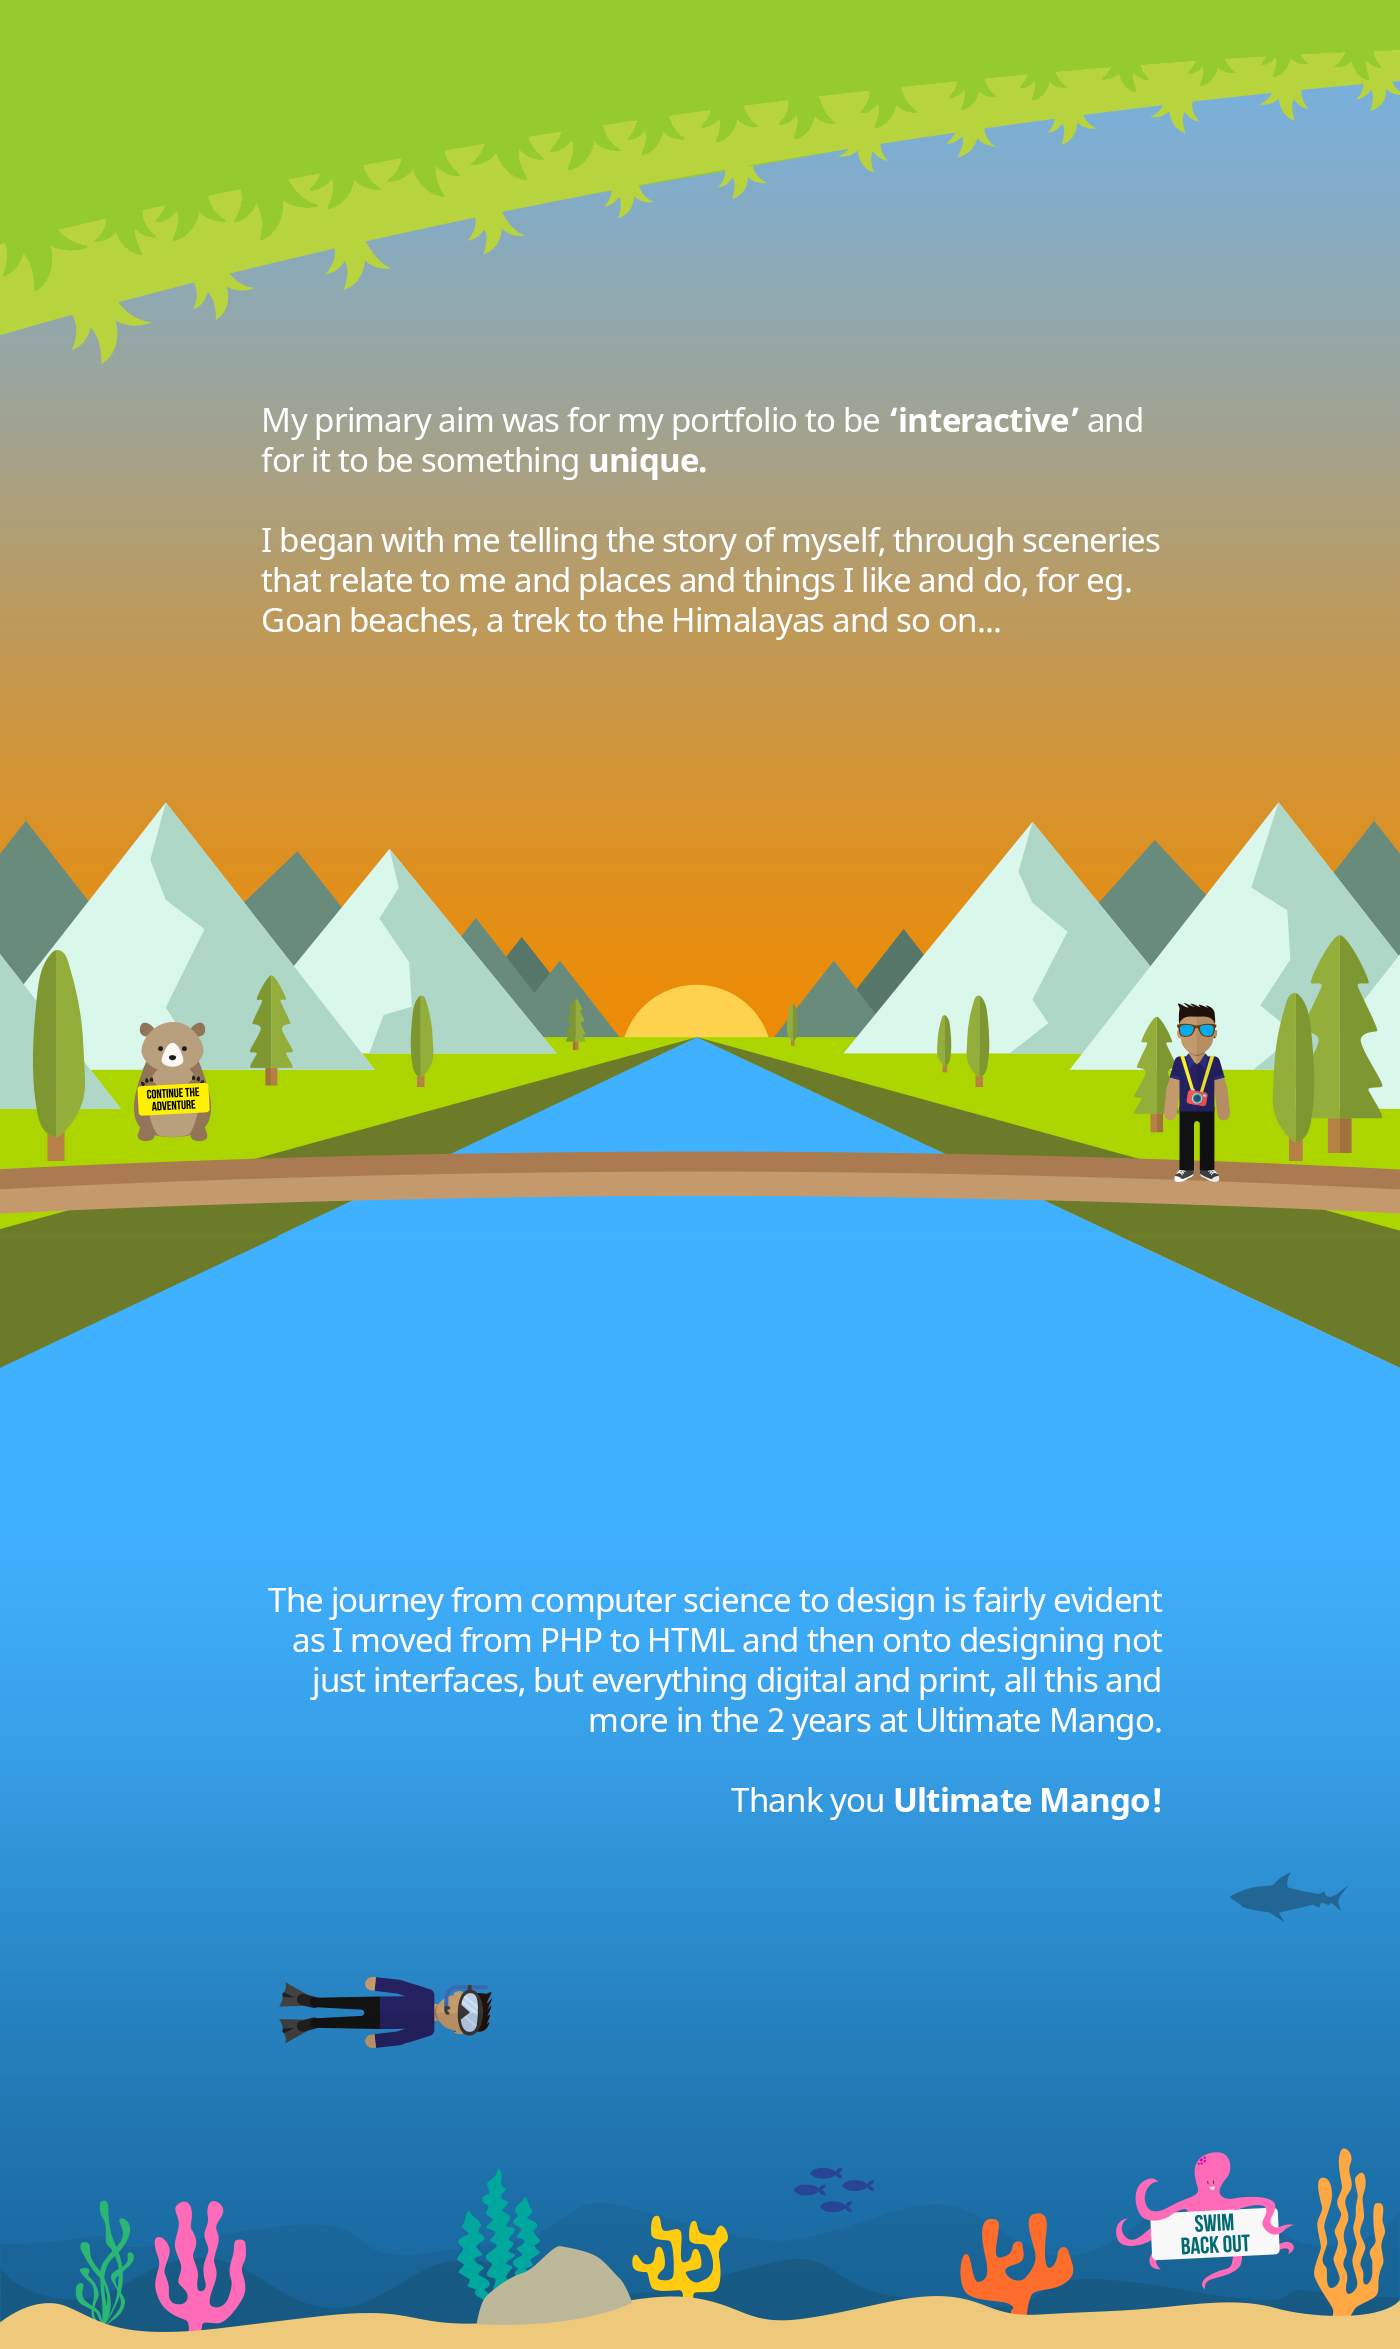 My primary aim was for my portfolio to be ‘interactive’ and
for it to be something unique.
I began with me telling the story of myself, through sceneries
that relate to me and places and things I like and do, for eg.
Goan beaches, a trek to the Himalayas and so on...
CONTINUE THE
ADVENTURE
The journey from computer science to design is fairly evident
as I moved from PHP to HTML and then onto designing not
just interfaces, but everything digital and print, all this and
more in the 2 years at Ultimate Mango.
Thank you Ultimate Mango!
SWIM
BACK OUT